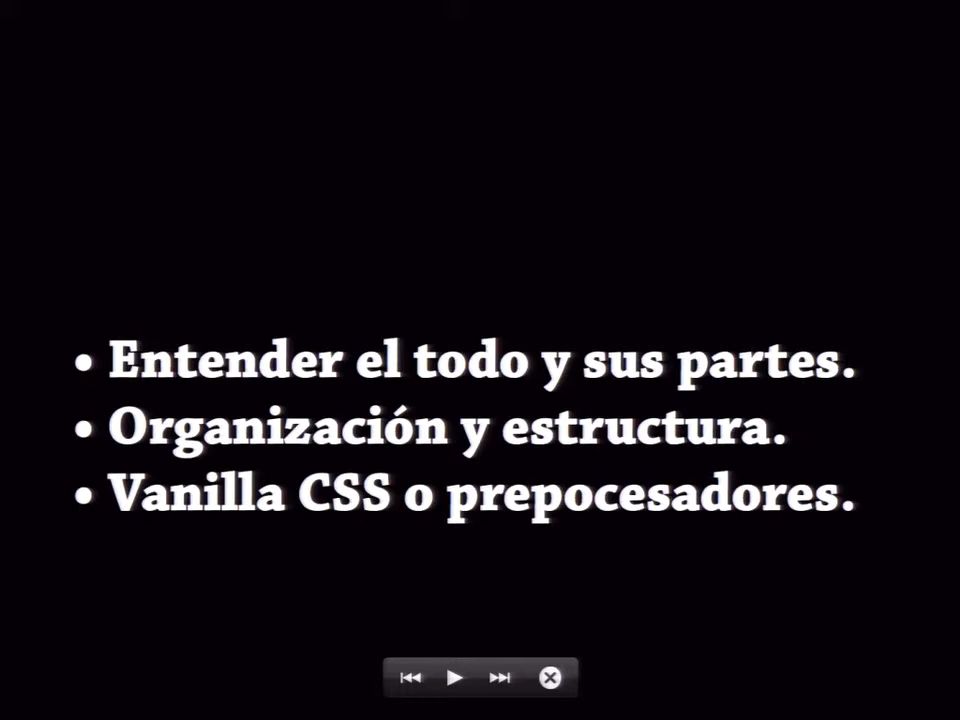 • Entender el todo y sus partes.
• Organización y estructura.
• Vanilla CSS o prepocesadores.